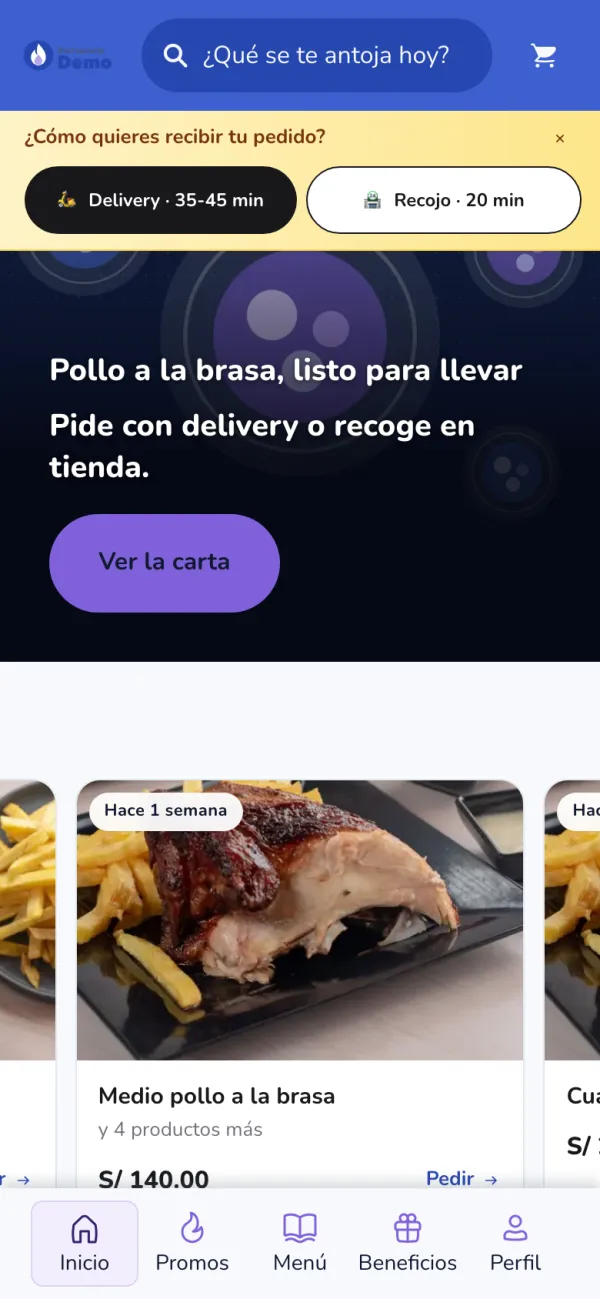 Demo
¿Qué se te antoja hoy?
¿Cómo quieres recibir tu pedido?
×
Delivery · 35-45 min
Recojo · 20 min
Pollo a la brasa, listo para llevar
Pide con delivery o recoge en
tienda.
Ver la carta
Hace 1 semana
Medio pollo a la brasa
y 4 productos más
S/ 140.00
Pedir →
S/
Inicio
Promos
Menú
Beneficios
Perfil